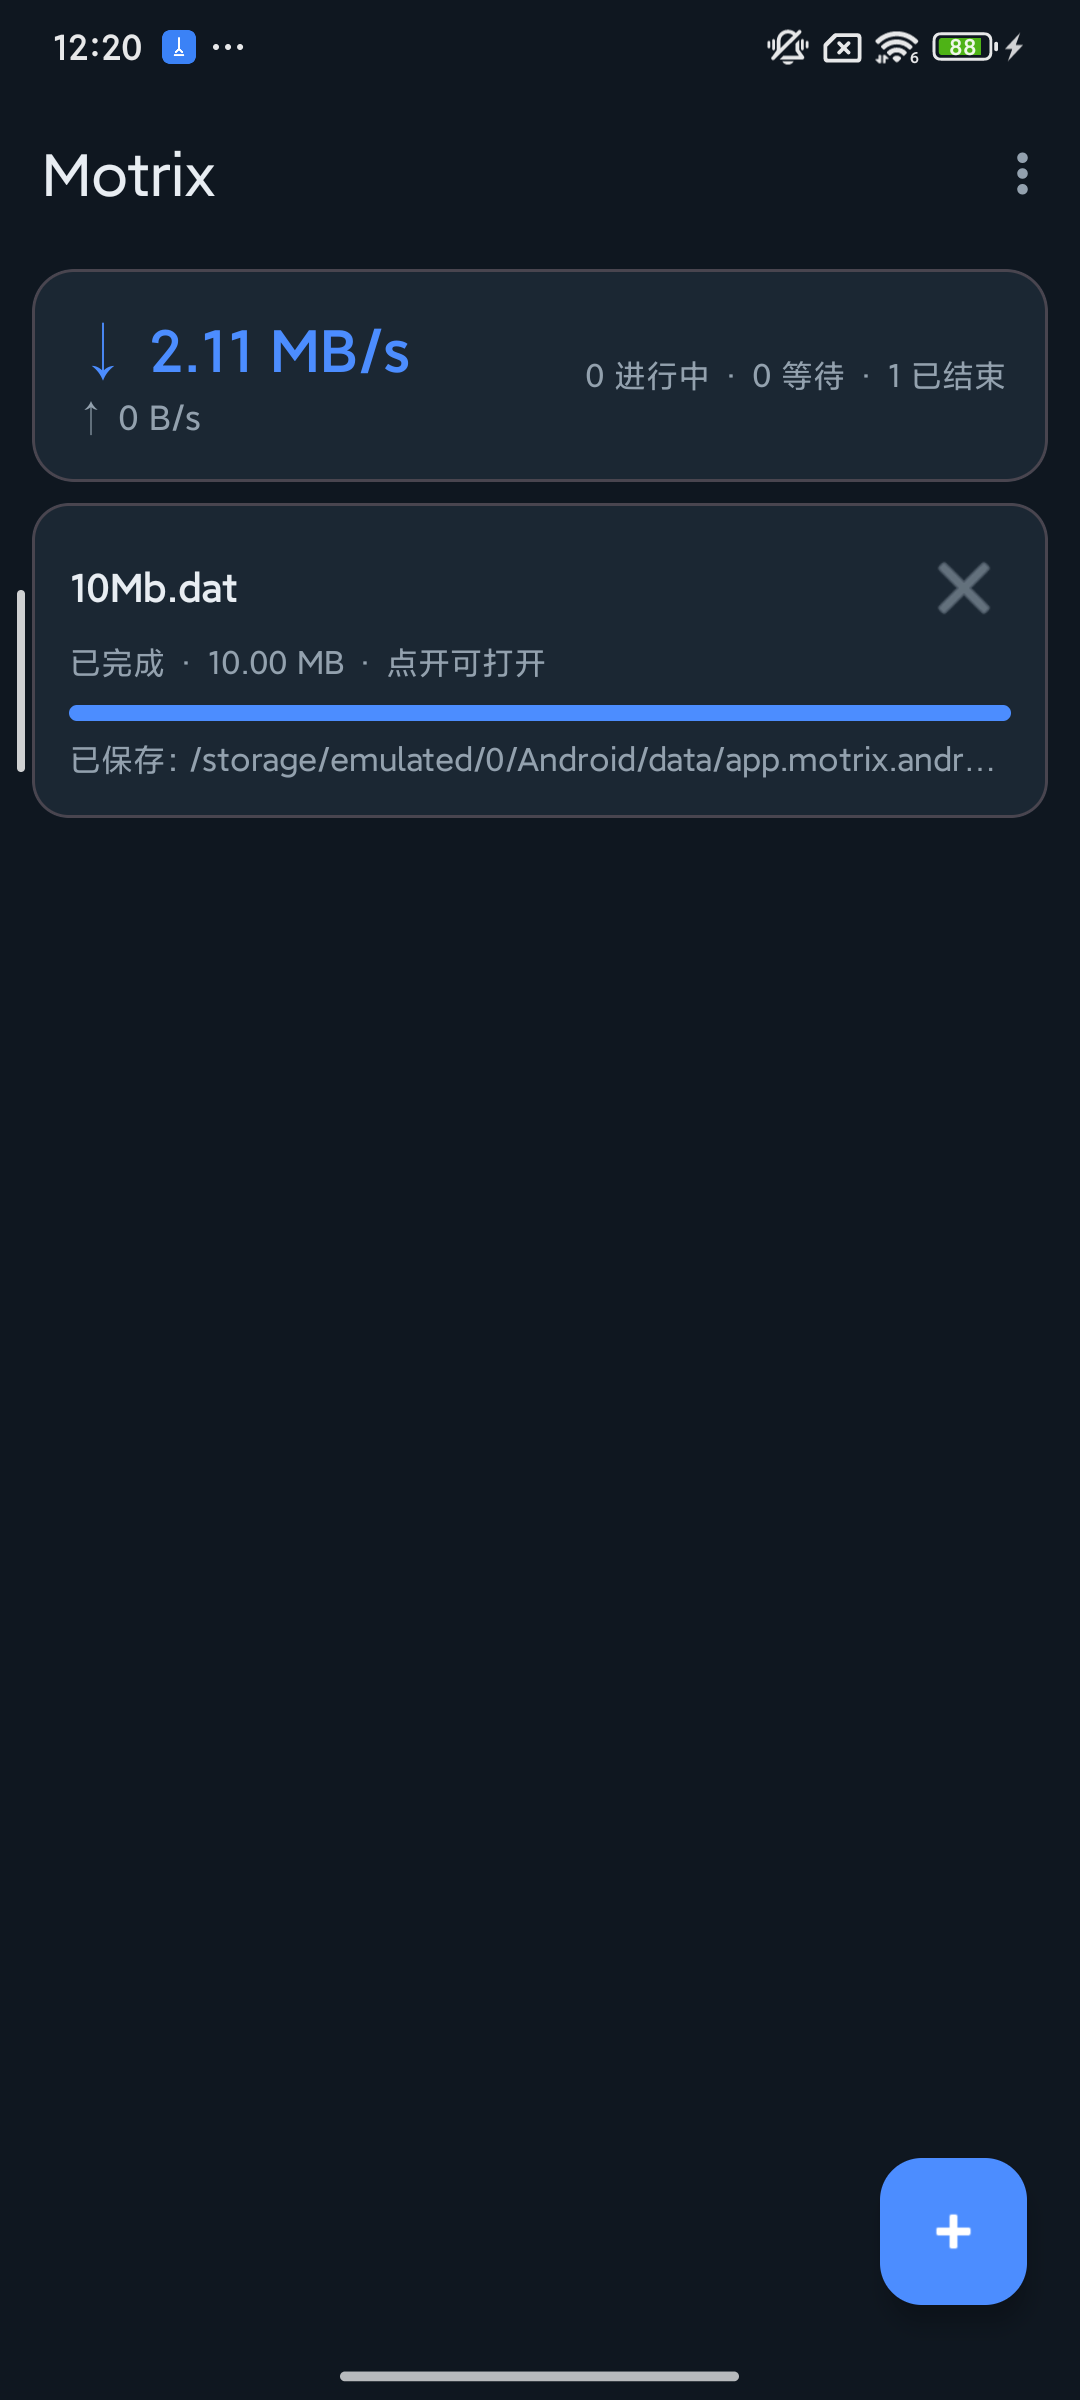 12:20
6
88
Motrix
↓ 2.11 MB/s
↑ 0 B/s
0 进行中 · 0 等待 · 1 已结束
10Mb.dat
已完成 · 10.00 MB · 点开可打开
已保存: /storage/emulated/0/Android/data/app.motrix.andr...